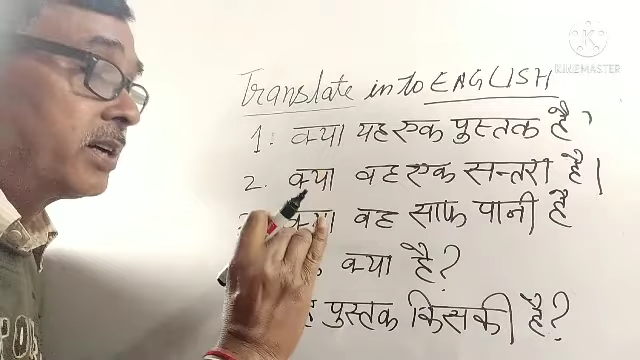 KINEMASTER
Translate into ENGLISH
1. क्या यह एक पुस्तक है?
2. क्या वह एक सन्तरी है।
क्या वह साफ पानी है
क्या है?
पुस्तक किसकी है?